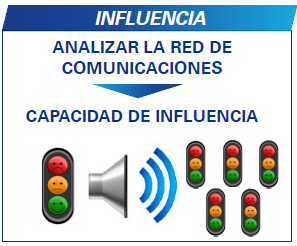 INFLUENCIA
ANALIZAR LA RED DE
COMUNICACIONES
CAPACIDAD DE INFLUENCIA